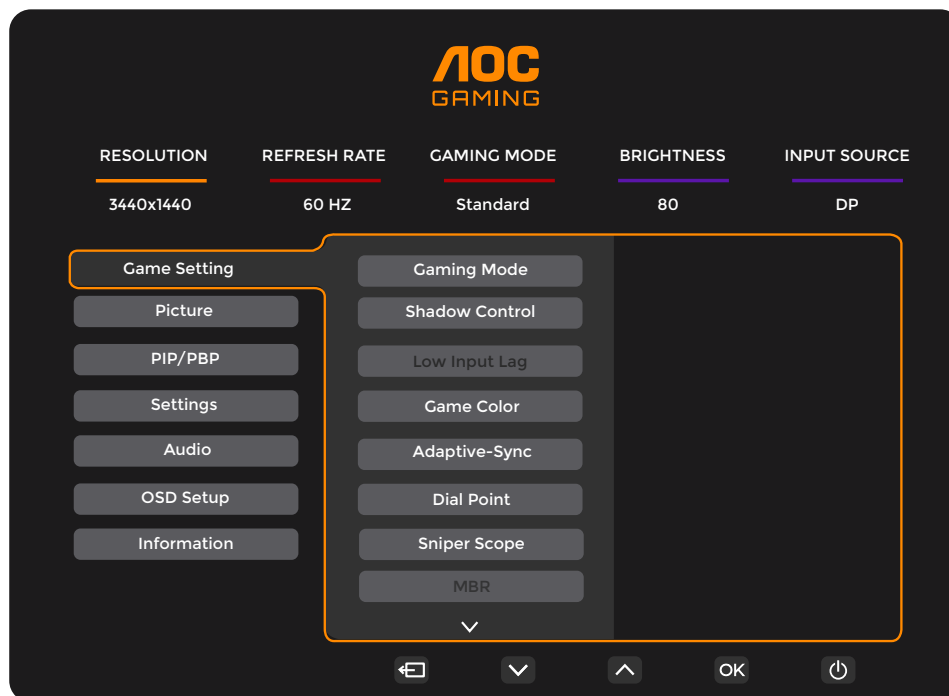 AOC
GAMING
RESOLUTION REFRESH RATE GAMING MODE BRIGHTNESS INPUT SOURCE
3440x1440 60 HZ Standard 80 DP
Game Setting
Picture
PIP/PBP
Settings
Audio
OSD Setup
Information
Gaming Mode
Shadow Control
Low Input Lag
Game Color
Adaptive-Sync
Dial Point
Sniper Scope
MBR
OK